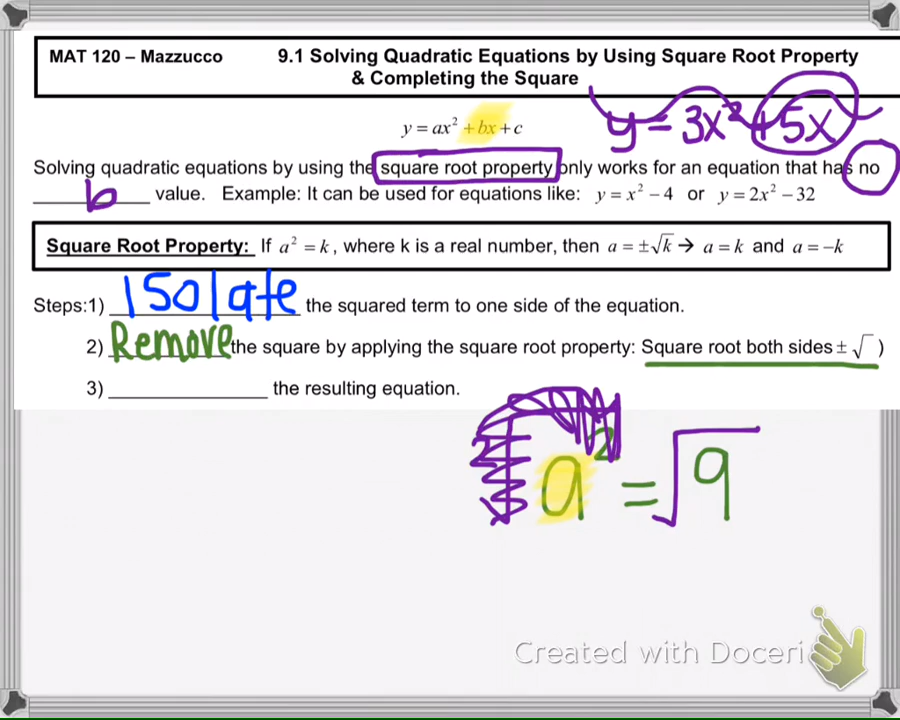 MAT 120 – Mazzucco 9.1 Solving Quadratic Equations by Using Square Root Property
& Completing the Square
y = ax² + bx + c
y = 3x² + 5x
Solving quadratic equations by using the square root property only works for an equation that has no
b value. Example: It can be used for equations like: y = x² – 4 or y = 2x² – 32
Square Root Property: If a² = k, where k is a real number, then a = ±√k → a = k and a = –k
Steps:1) Isolate the squared term to one side of the equation.
2) Remove the square by applying the square root property: Square root both sides ± √ )
3) ______________ the resulting equation.
a² = √9
Created with Doceri